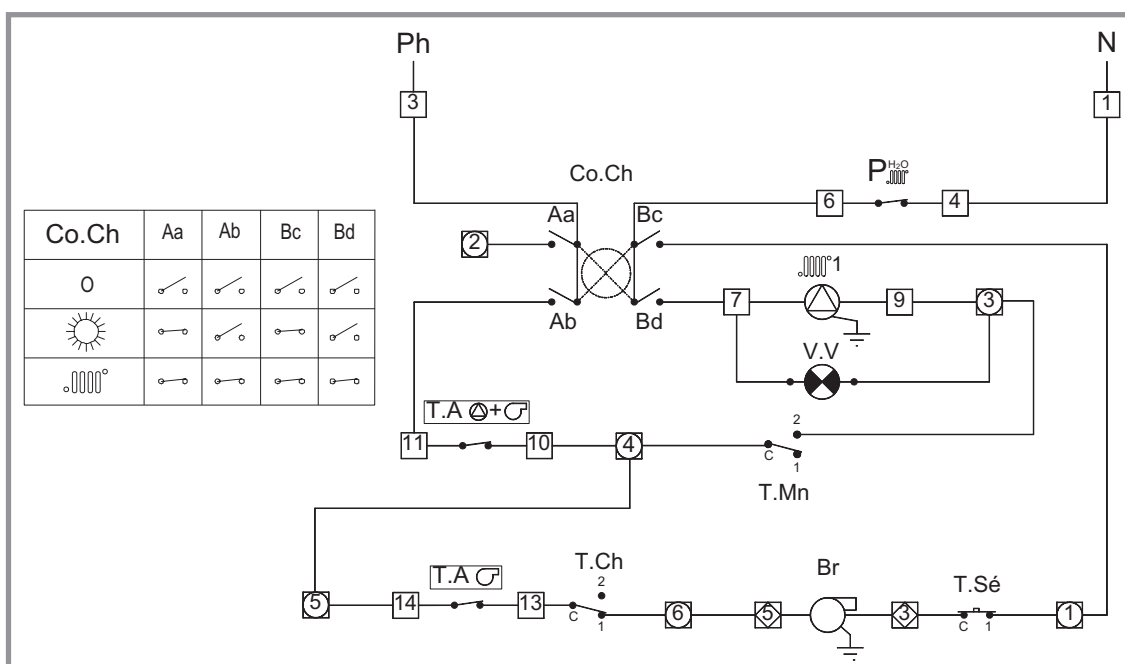 Ph N
3 1
P H₂O
Co.Ch 6 4
Aa Bc
Co.Ch Aa Ab Bc Bd
2
O
°1
7 9 3
Ab Bd
V.V
T.A +
2
11 10 4
C 1
T.Mn
T.A T.Ch Br T.Sé
2
5 14 13 6 5 3 1
C 1 C 1